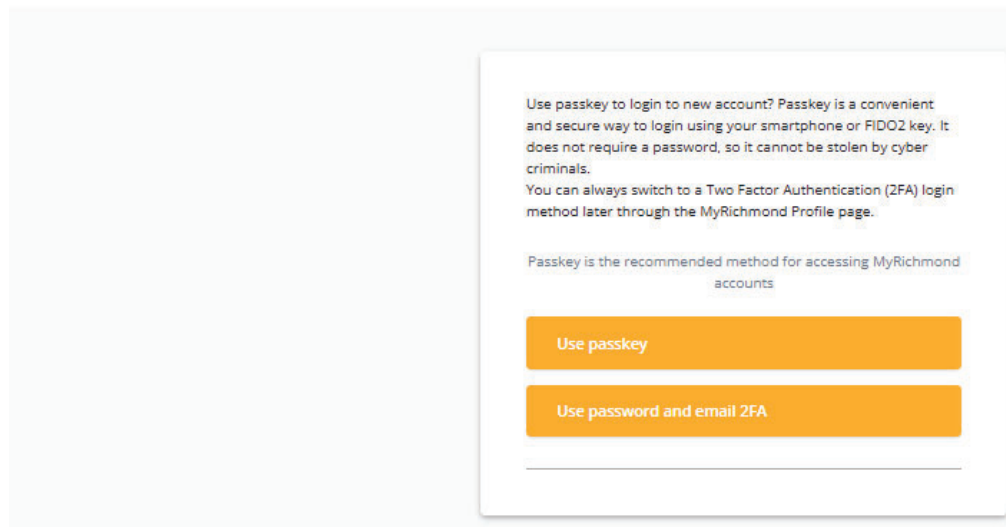 Use passkey to login to new account? Passkey is a convenient
and secure way to login using your smartphone or FIDO2 key. It
does not require a password, so it cannot be stolen by cyber
criminals.
You can always switch to a Two Factor Authentication (2FA) login
method later through the MyRichmond Profile page.
Passkey is the recommended method for accessing MyRichmond
accounts
Use passkey
Use password and email 2FA